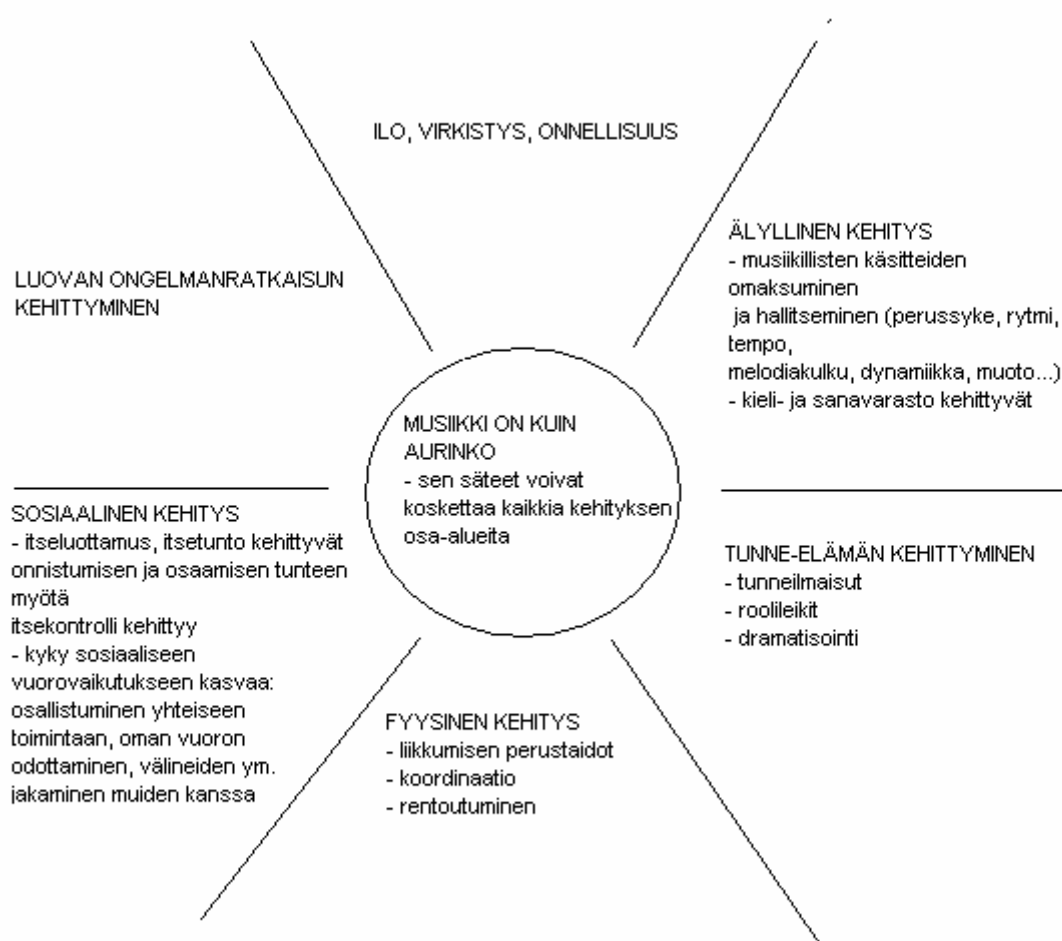 ILO, VIRKISTYS, ONNELLISUUS
ÄLYLLINEN KEHITYS
- musiikillisten käsitteiden
omaksuminen
ja hallitseminen (perussyke, rytmi,
tempo,
melodiakulku, dynamiikka, muoto...)
- kieli- ja sanavarasto kehittyvät
LUOVAN ONGELMANRATKAISUN
KEHITTYMINEN
MUSIIKKI ON KUIN
AURINKO
- sen säteet voivat
koskettaa kaikkia kehityksen
osa-alueita
SOSIAALINEN KEHITYS
- itseluottamus, itsetunto kehittyvät
onnistumisen ja osaamisen tunteen
myötä
itsekontrolli kehittyy
- kyky sosiaaliseen
vuorovaikutukseen kasvaa:
osallistuminen yhteiseen
toimintaan, oman vuoron
odottaminen, välineiden ym.
jakaminen muiden kanssa
TUNNE-ELÄMÄN KEHITTYMINEN
- tunneilmaisut
- roolileikit
- dramatisointi
FYYSINEN KEHITYS
- liikkumisen perustaidot
- koordinaatio
- rentoutuminen